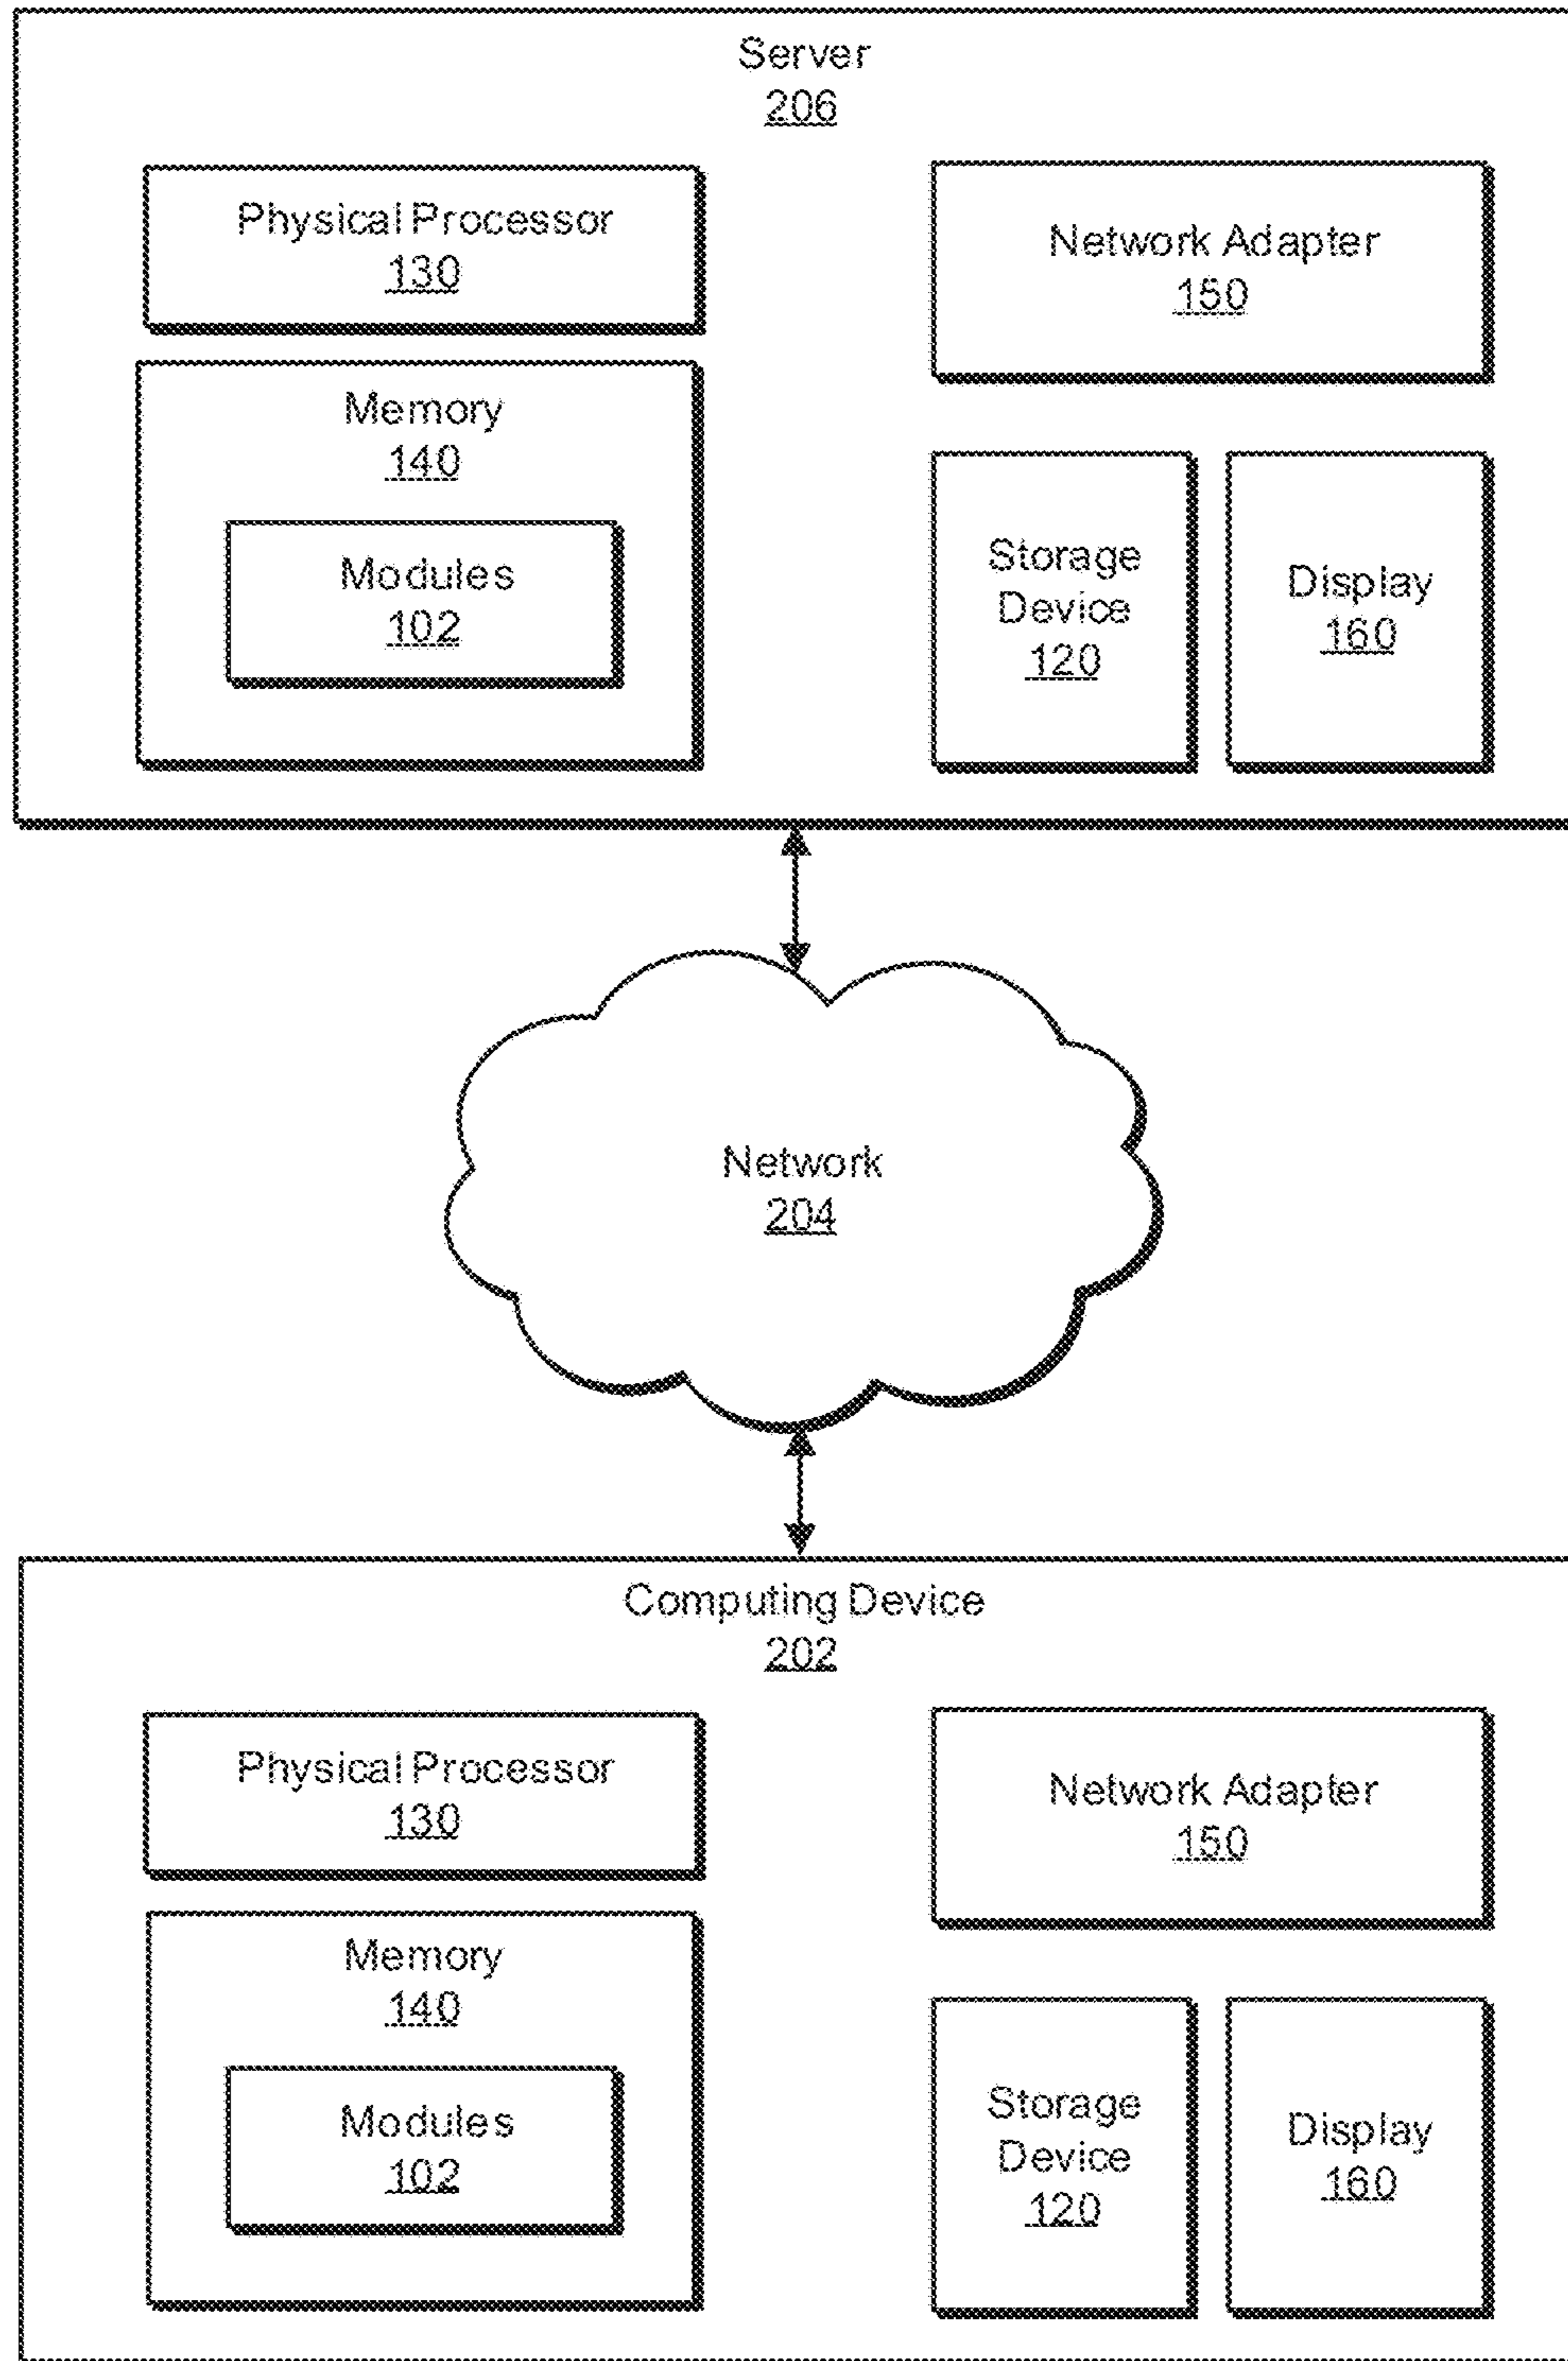 Server
206
Physical Processor
130
Network Adapter
150
Memory
140
Modules
102
Storage
Device
120
Display
160
Network
204
Computing Device
202
Physical Processor
130
Network Adapter
150
Memory
140
Modules
102
Storage
Device
120
Display
160